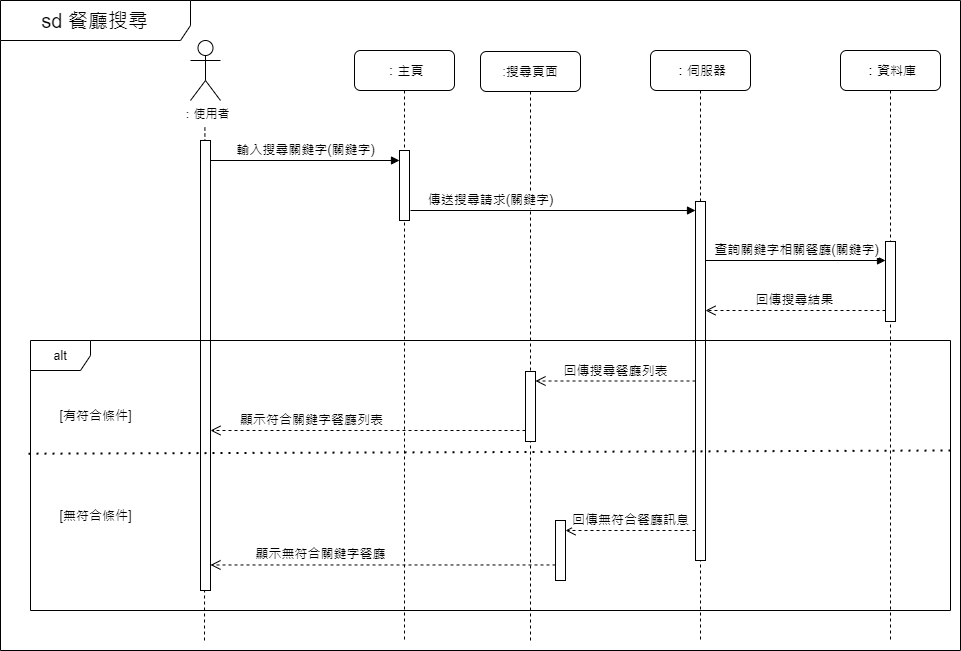 sd 餐廳搜尋
: 使用者
: 主頁
:搜尋頁面
: 伺服器
: 資料庫
輸入搜尋關鍵字(關鍵字)
傳送搜尋請求(關鍵字)
查詢關鍵字相關餐廳(關鍵字)
回傳搜尋結果
alt
回傳搜尋餐廳列表
[有符合條件]
顯示符合關鍵字餐廳列表
[無符合條件]
回傳無符合餐廳訊息
顯示無符合關鍵字餐廳